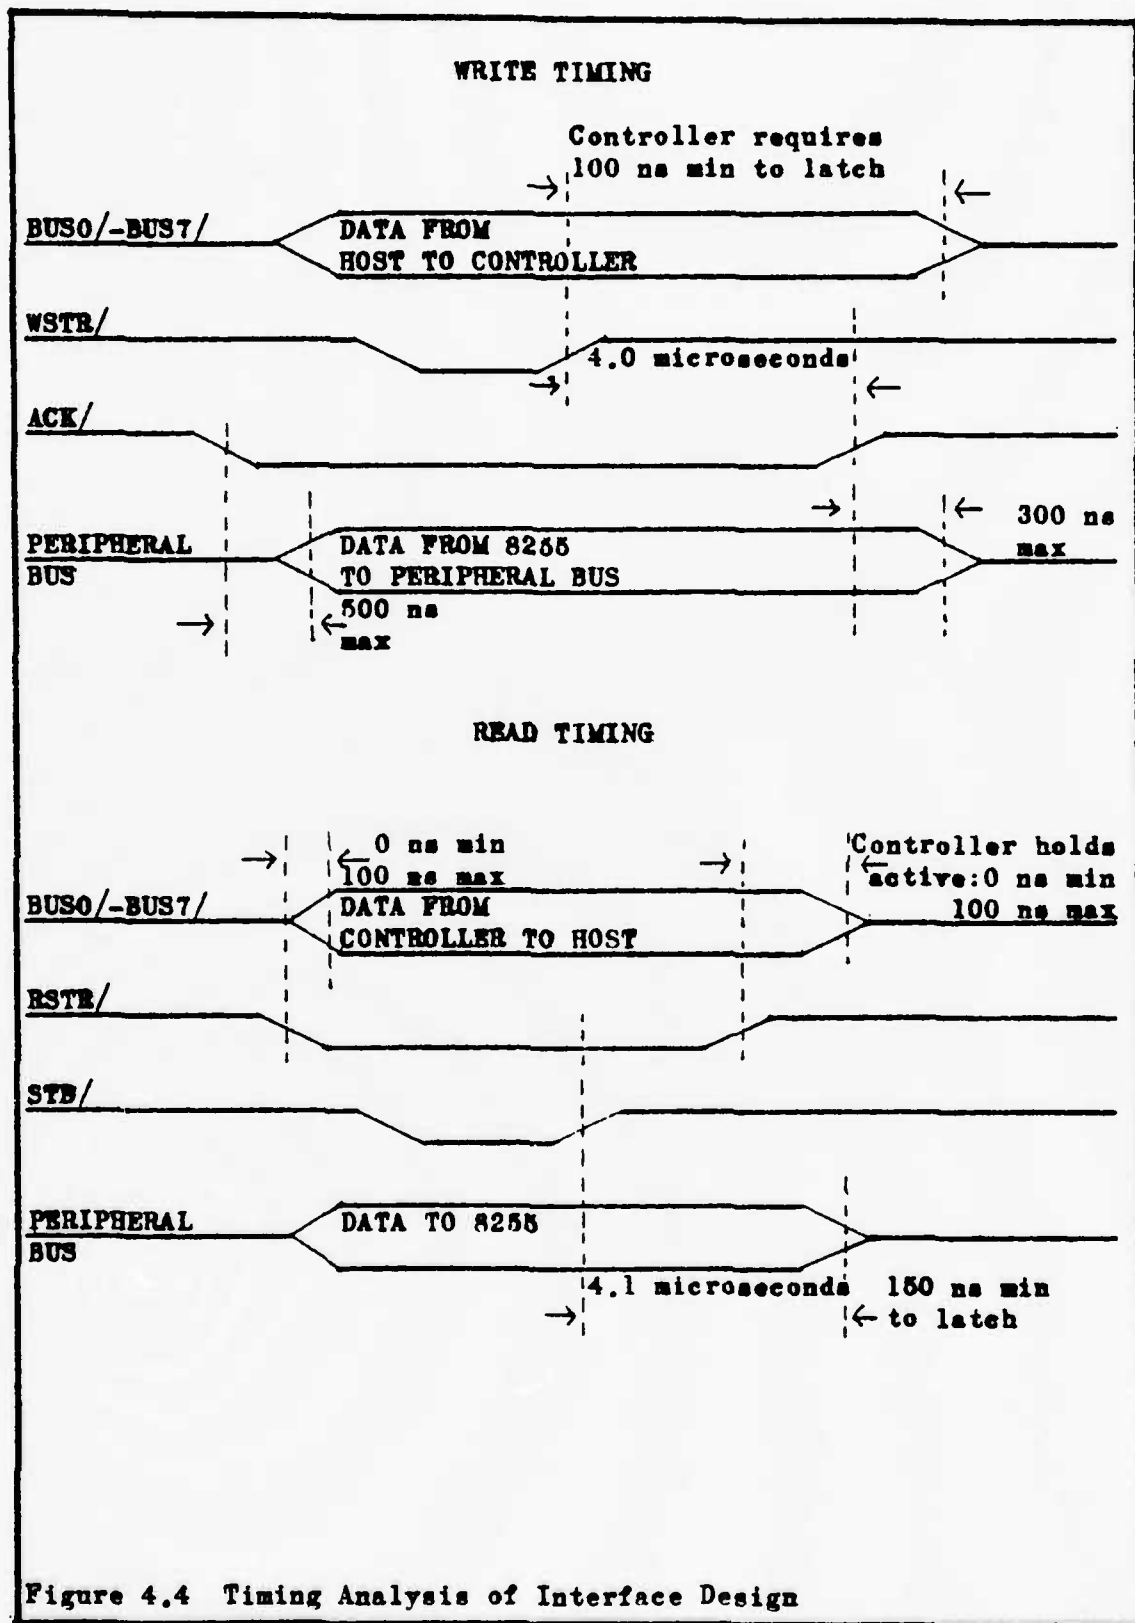 WRITE TIMING
Controller requires
100 ns min to latch
BUS0/-BUS7/
DATA FROM
HOST TO CONTROLLER
WSTR/
4.0 microseconds
ACK/
PERIPHERAL
BUS
DATA FROM 8255
TO PERIPHERAL BUS
300 ns
max
500 ns
max
READ TIMING
0 ns min
100 ns max
Controller holds
active:0 ns min
100 ns max
BUS0/-BUS7/
DATA FROM
CONTROLLER TO HOST
RSTR/
STB/
PERIPHERAL
BUS
DATA TO 8255
4.1 microseconds
150 ns min
to latch
Figure 4.4 Timing Analysis of Interface Design